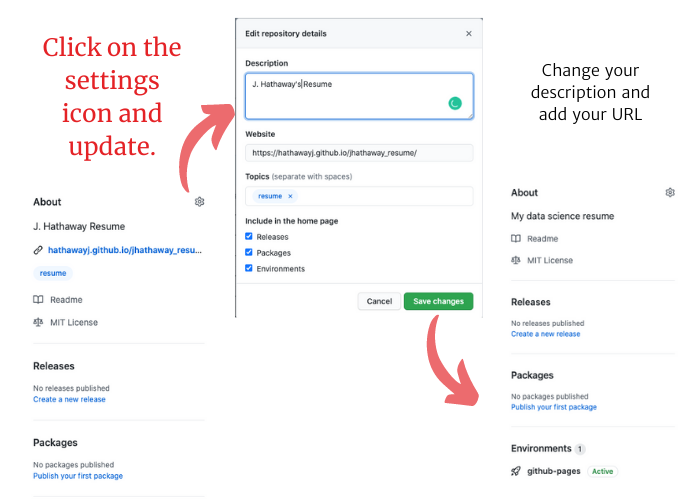 Click on the
settings
icon and
update.
About
J. Hathaway Resume
hathawayj.github.io/jhathaway_resu...
resume
Readme
MIT License
Releases
No releases published
Create a new release
Packages
No packages published
Publish your first package
Edit repository details
Description
J. Hathaway's Resume
Website
https://hathawayj.github.io/jhathaway_resume/
Topics (separate with spaces)
resume
Include in the home page
Releases
Packages
Environments
Cancel Save changes
Change your
description and
add your URL
About
My data science resume
Readme
MIT License
Releases
No releases published
Create a new release
Packages
No packages published
Publish your first package
Environments 1
github-pages Active